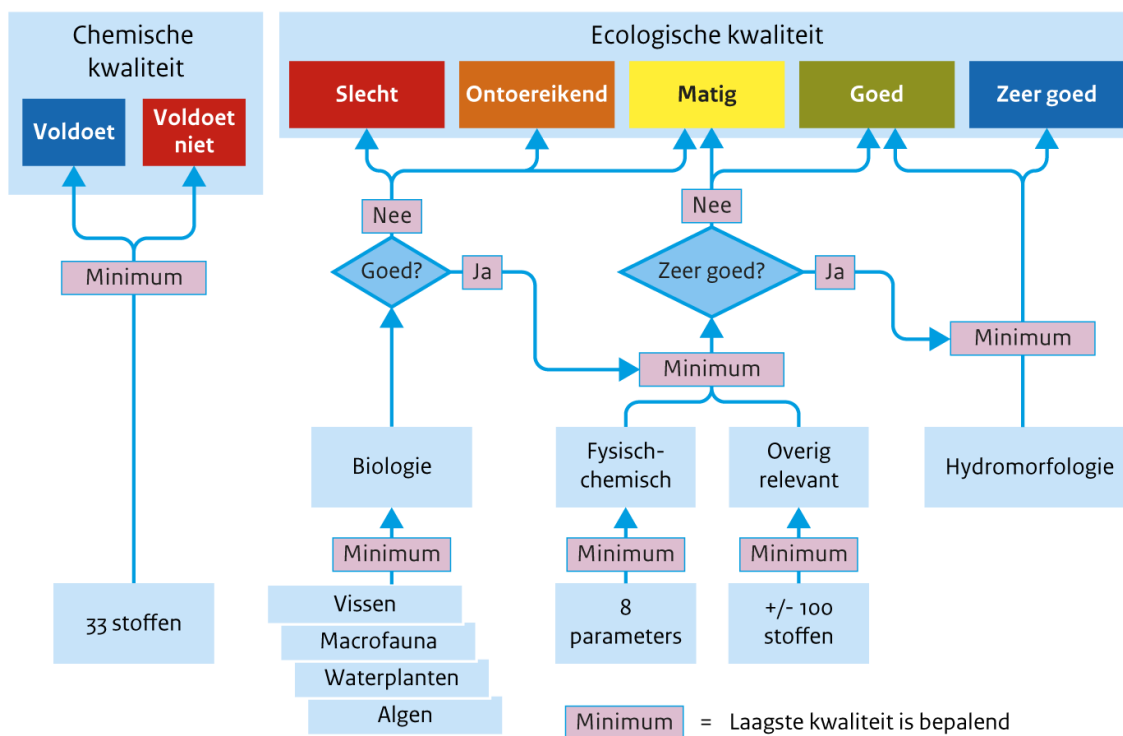 Chemische
kwaliteit
Voldoet
Voldoet
niet
Minimum
33 stoffen
Ecologische kwaliteit
Slecht
Ontoereikend
Matig
Goed
Zeer goed
Nee
Nee
Goed?
Ja
Zeer goed?
Ja
Minimum
Minimum
Biologie
Fysisch-
chemisch
Overig
relevant
Hydromorfologie
Minimum
Minimum
Minimum
Vissen
Macrofauna
Waterplanten
Algen
8
parameters
+/- 100
stoffen
Minimum = Laagste kwaliteit is bepalend